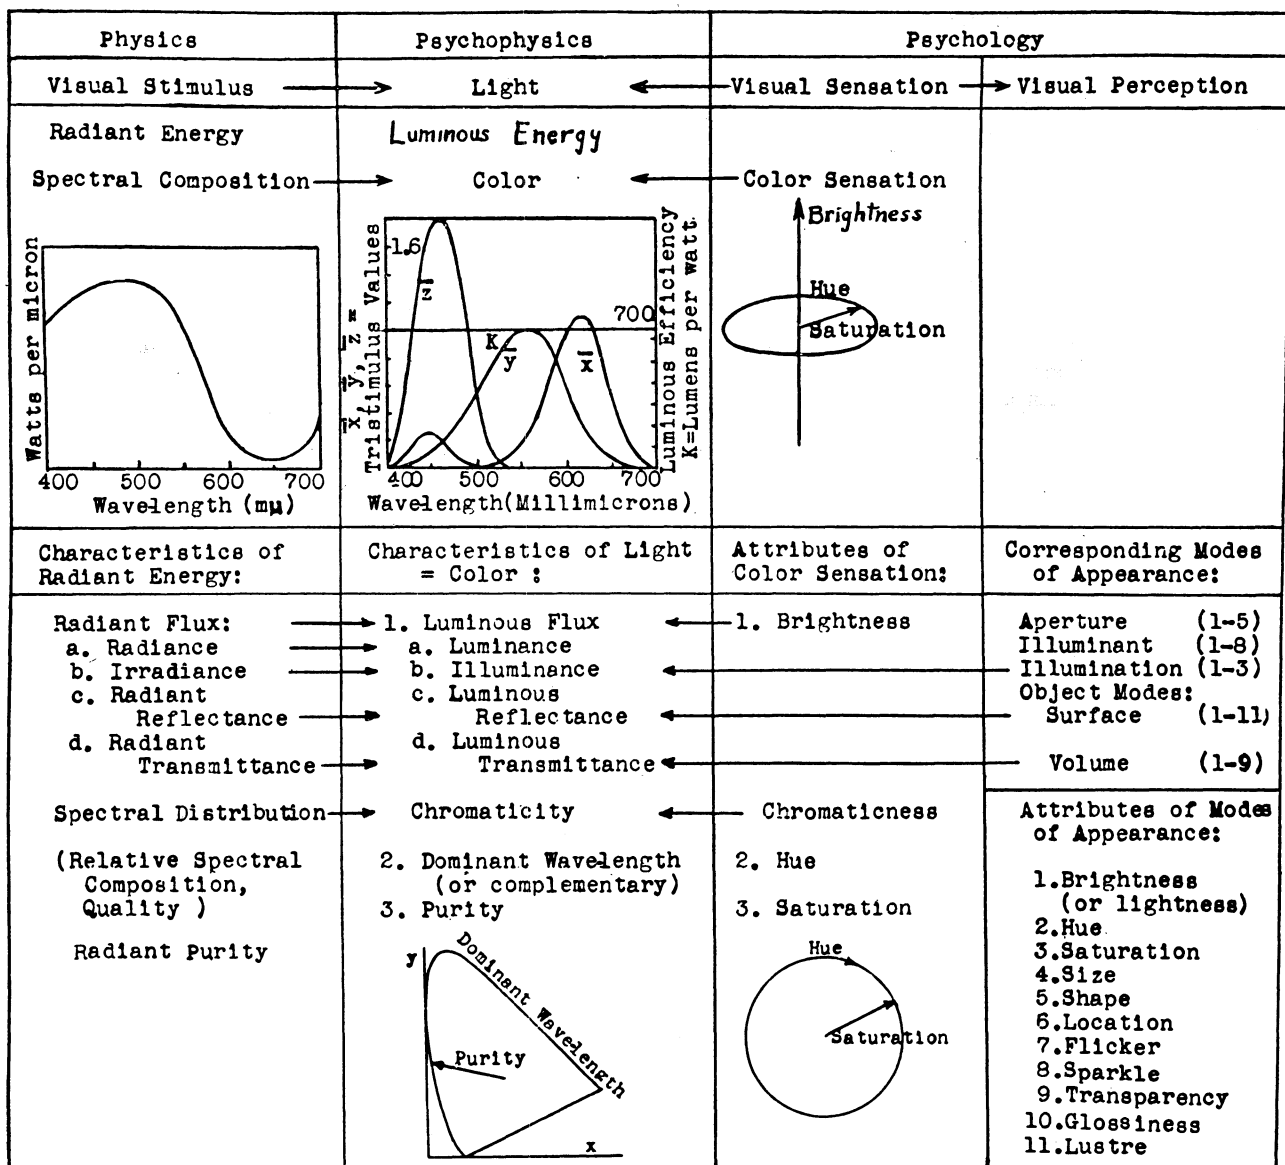 Physics
Psychophysics
Psychology
Visual Stimulus
Light
Visual Sensation
Visual Perception
Radiant Energy
Luminous Energy
Spectral Composition
Color
Color Sensation
Watts per micron
400 500 600 700
Wavelength (mμ)
x̄, ȳ, z̄ =
Tristimulus Values
1.6
z̄
K
ȳ
x̄
700
Luminous Efficiency
K=Lumens per watt
400 500 600 700
Wavelength(Millimicrons)
Brightness
Hue
Saturation
Characteristics of
Radiant Energy:
Characteristics of Light
= Color :
Attributes of
Color Sensation:
Corresponding Modes
of Appearance:
Radiant Flux:
a. Radiance
b. Irradiance
c. Radiant
Reflectance
d. Radiant
Transmittance
1. Luminous Flux
a. Luminance
b. Illuminance
c. Luminous
Reflectance
d. Luminous
Transmittance
1. Brightness
Aperture (1-5)
Illuminant (1-8)
Illumination (1-3)
Object Modes:
Surface (1-11)
Volume (1-9)
Spectral Distribution
Chromaticity
Chromaticness
(Relative Spectral
Composition,
Quality )
Radiant Purity
2. Dominant Wavelength
(or complementary)
3. Purity
y
Dominant Wavelength
Purity
x
2. Hue
3. Saturation
Hue
Saturation
Attributes of Modes
of Appearance:
1.Brightness
(or lightness)
2.Hue
3.Saturation
4.Size
5.Shape
6.Location
7.Flicker
8.Sparkle
9.Transparency
10.Glossiness
11.Lustre